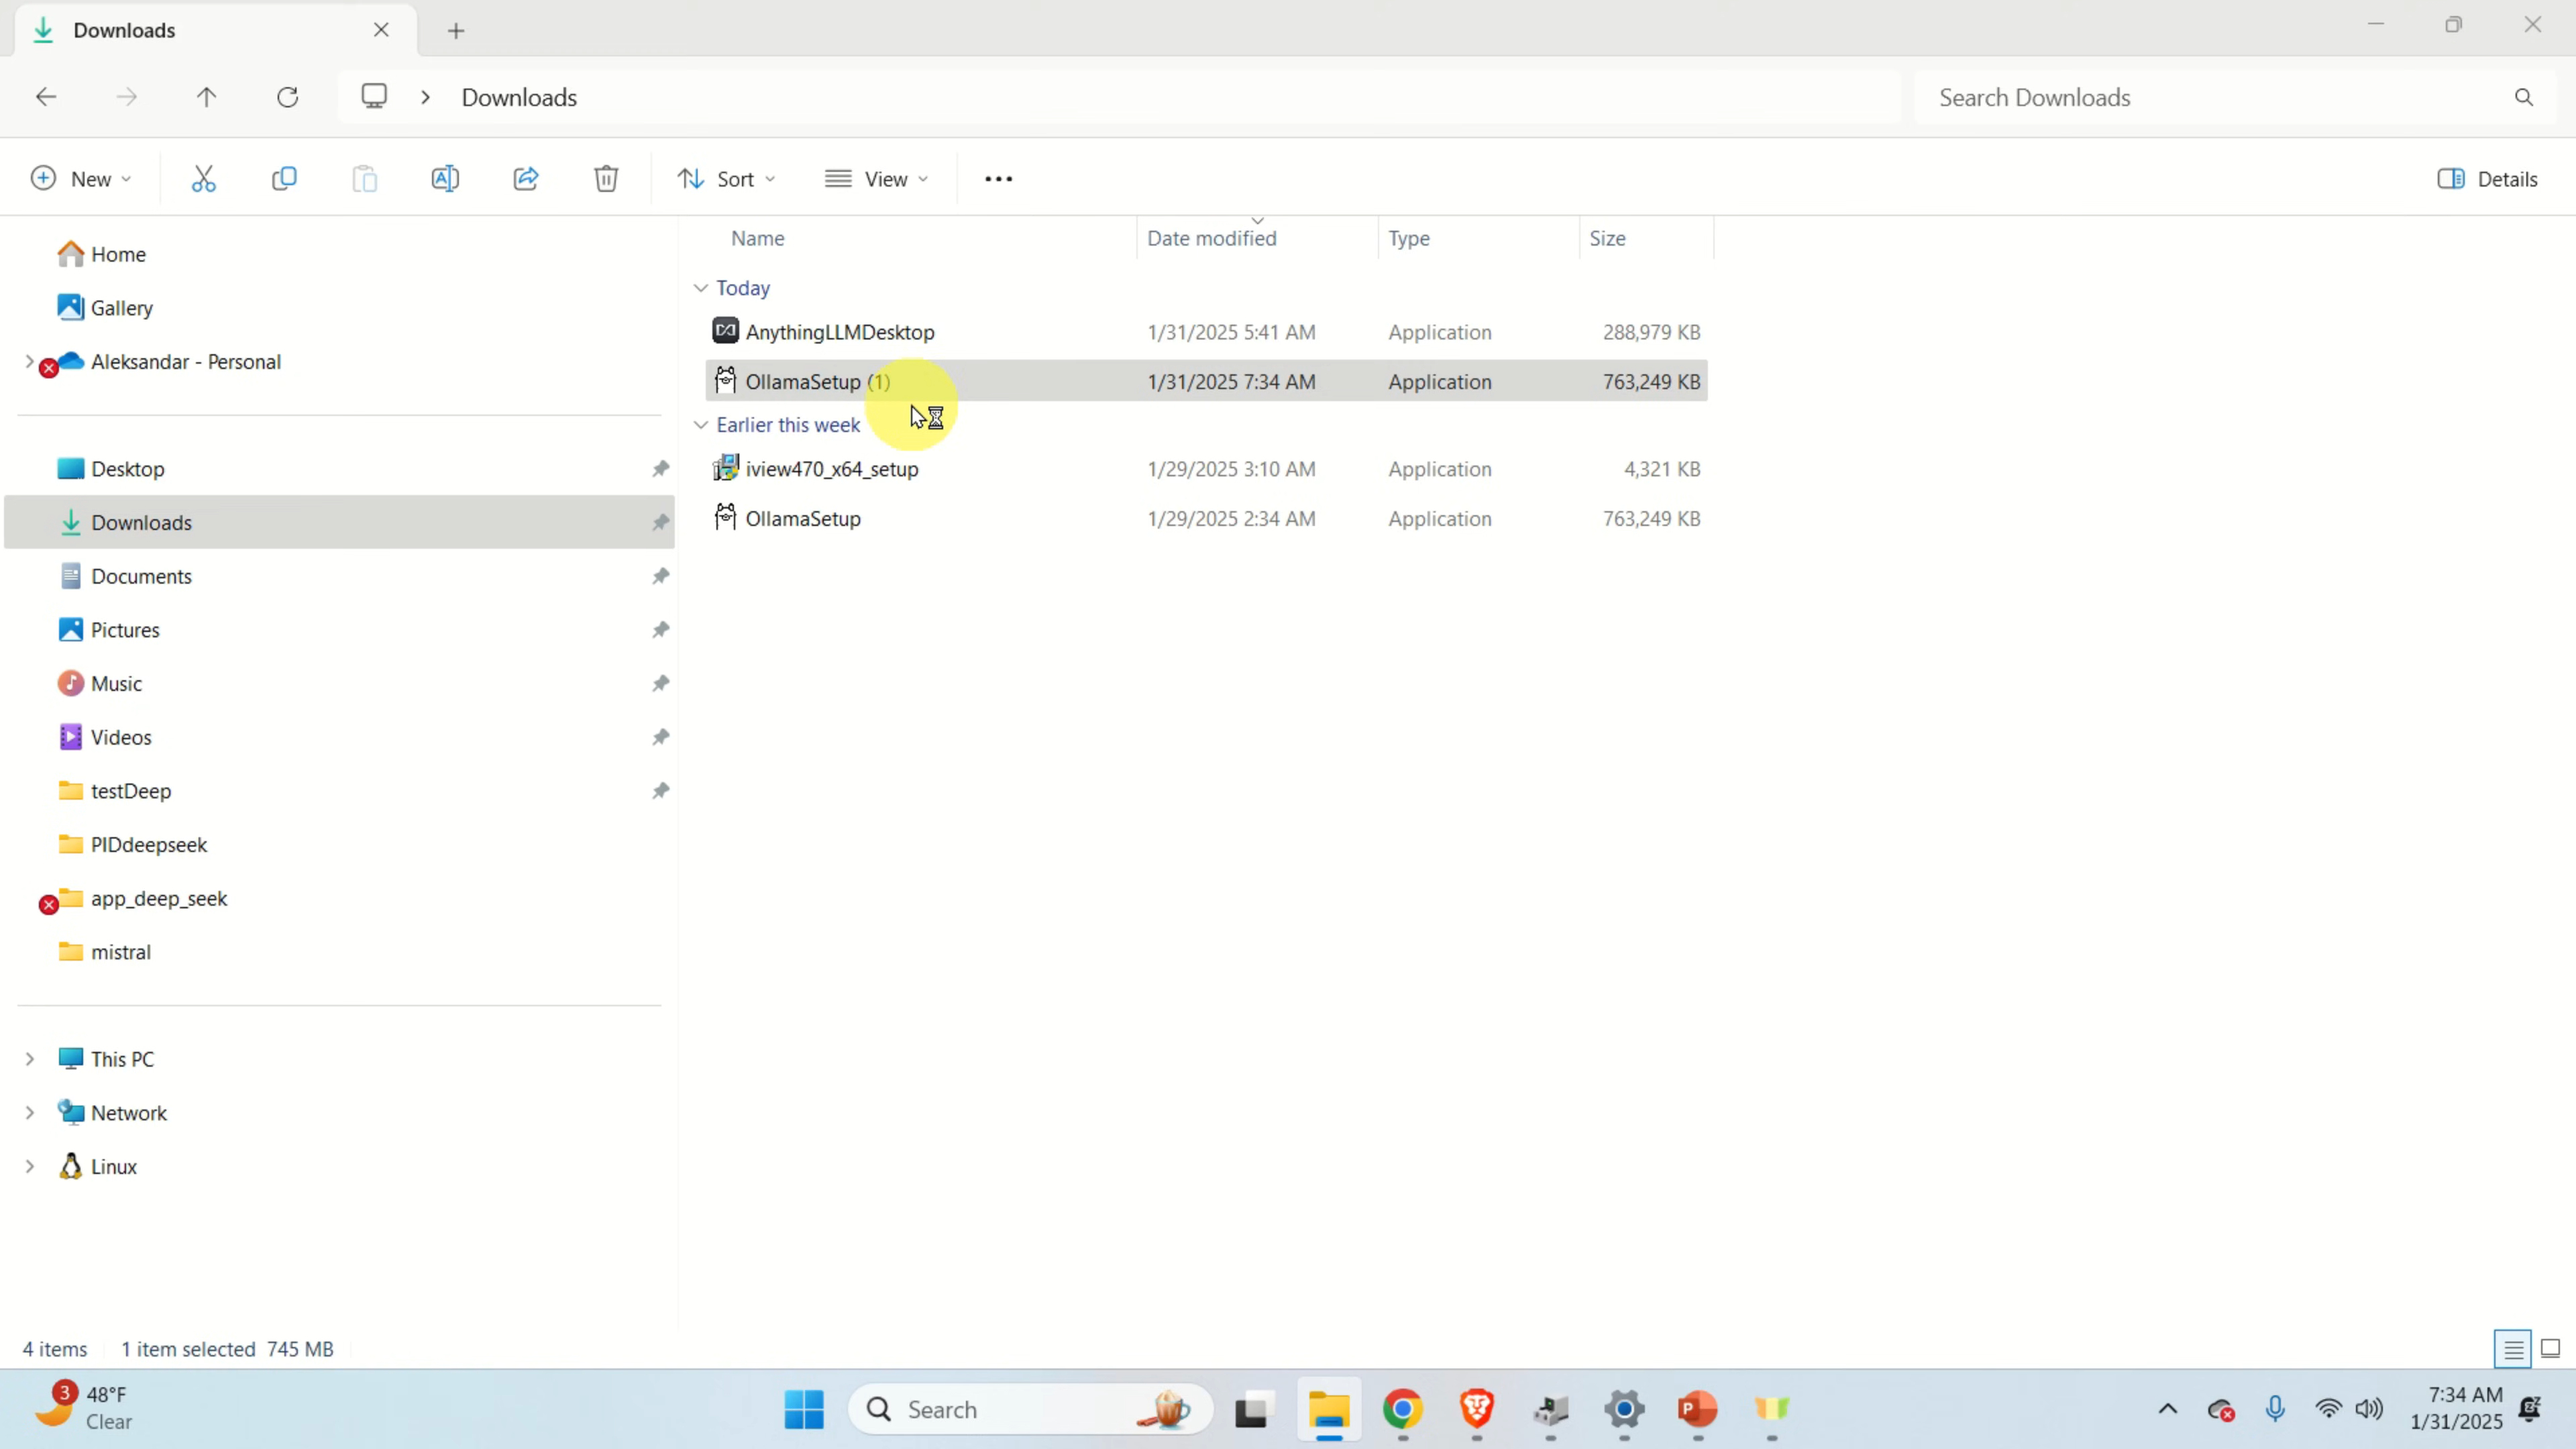 Downloads
Downloads
Search Downloads
New
Sort
View
Details
Home
Gallery
Aleksandar - Personal
Desktop
Downloads
Documents
Pictures
Music
Videos
testDeep
PIDdeepseek
app_deep_seek
mistral
This PC
Network
Linux
Name Date modified Type Size
Today
AnythingLLMDesktop 1/31/2025 5:41 AM Application 288,979 KB
OllamaSetup (1) 1/31/2025 7:34 AM Application 763,249 KB
Earlier this week
iview470_x64_setup 1/29/2025 3:10 AM Application 4,321 KB
OllamaSetup 1/29/2025 2:34 AM Application 763,249 KB
4 items 1 item selected 745 MB
3
48°F
Clear
Search
P
7:34 AM
1/31/2025